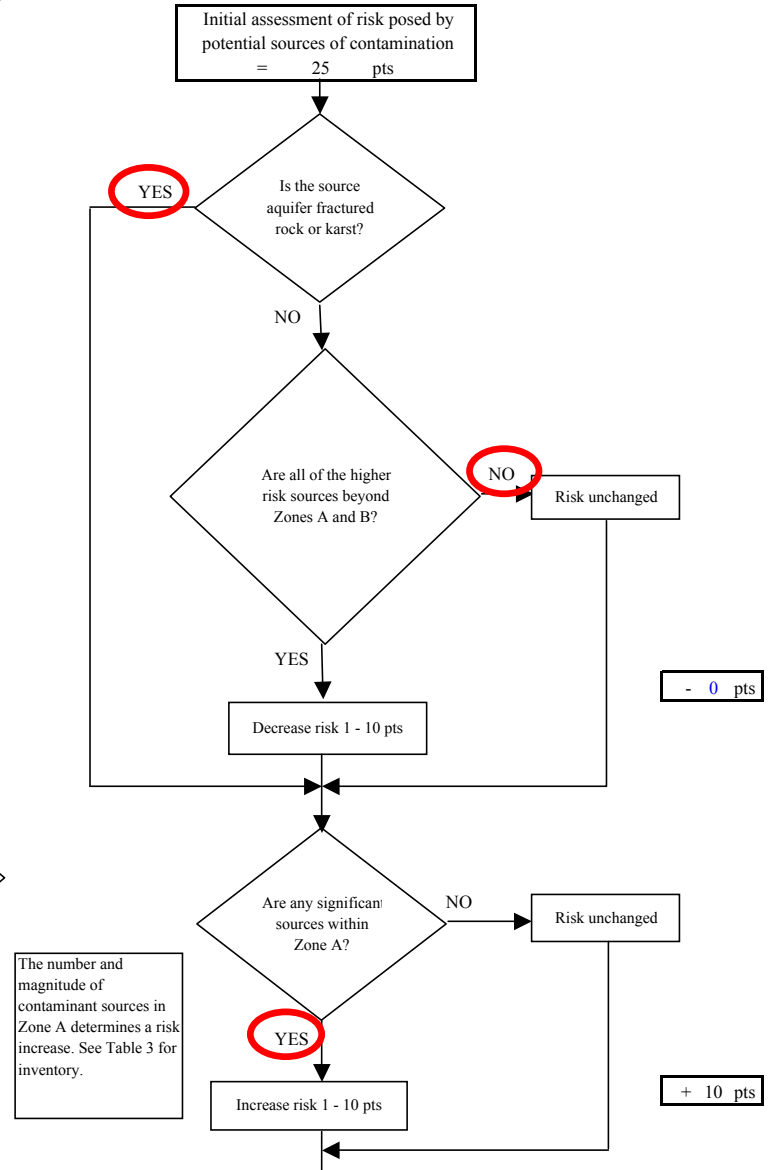 Initial assessment of risk posed by
potential sources of contamination
= 25 pts
YES
Is the source
aquifer fractured
rock or karst?
NO
Are all of the higher
risk sources beyond
Zones A and B?
NO
Risk unchanged
YES
- 0 pts
Decrease risk 1 - 10 pts
Are any significant
sources within
Zone A?
NO
Risk unchanged
The number and
magnitude of
contaminant sources in
Zone A determines a risk
increase. See Table 3 for
inventory.
YES
Increase risk 1 - 10 pts
+ 10 pts